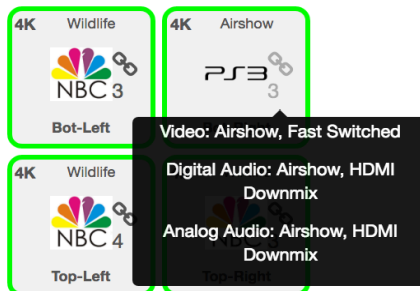 4K Wildlife
NBC 3
Bot-Left
4K Airshow
PS3
3
Video: Airshow, Fast Switched
Digital Audio: Airshow, HDMI
Downmix
Analog Audio: Airshow, HDMI
Downmix
4K Wildlife
NBC 4
Top-Left
Top-Right